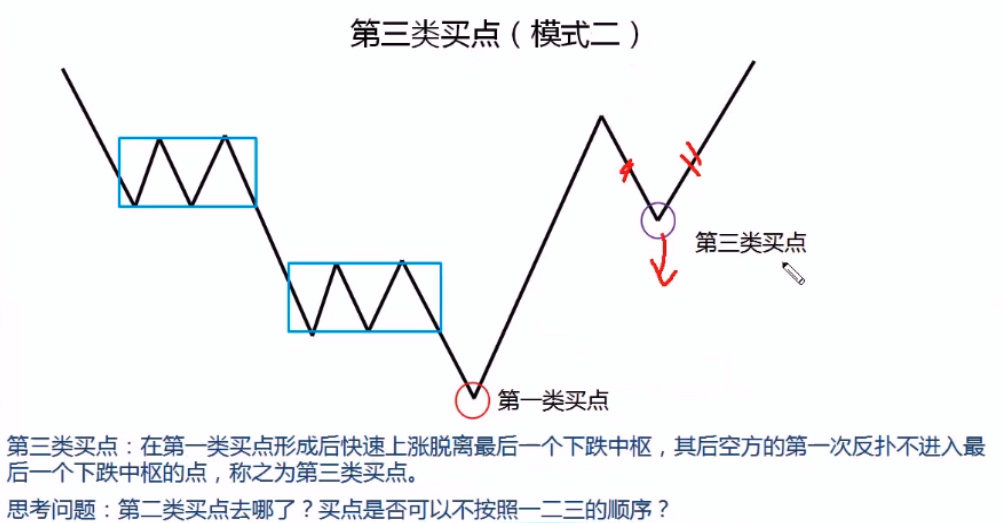 第三类买点（模式二）
第三类买点
第一类买点
第三类买点：在第一类买点形成后快速上涨脱离最后一个下跌中枢，其后空方的第一次反扑不进入最
后一个下跌中枢的点，称之为第三类买点。
思考问题：第二类买点去哪了？买点是否可以不按照一二三的顺序？